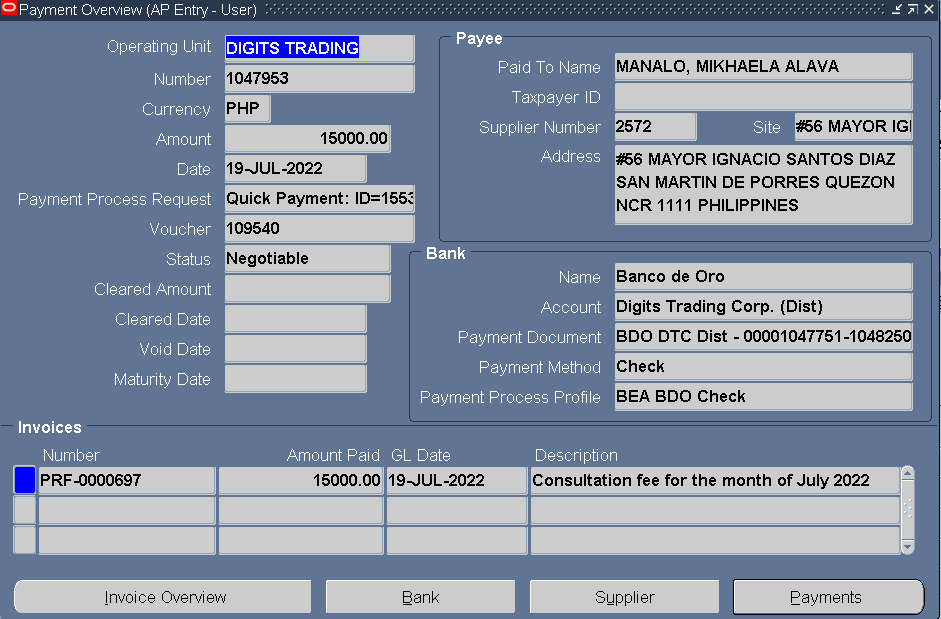 Payment Overview (AP Entry - User)
Operating Unit DIGITS TRADING
Number 1047953
Currency PHP
Amount 15000.00
Date 19-JUL-2022
Payment Process Request Quick Payment: ID=1553
Voucher 109540
Status Negotiable
Cleared Amount
Cleared Date
Void Date
Maturity Date
Payee
Paid To Name MANALO, MIKHAELA ALAVA
Taxpayer ID
Supplier Number 2572 Site #56 MAYOR IGI
Address #56 MAYOR IGNACIO SANTOS DIAZ
SAN MARTIN DE PORRES QUEZON
NCR 1111 PHILIPPINES
Bank
Name Banco de Oro
Account Digits Trading Corp. (Dist)
Payment Document BDO DTC Dist - 00001047751-1048250
Payment Method Check
Payment Process Profile BEA BDO Check
Invoices
Number Amount Paid GL Date Description
PRF-0000697 15000.00 19-JUL-2022 Consultation fee for the month of July 2022
Invoice Overview Bank Supplier Payments